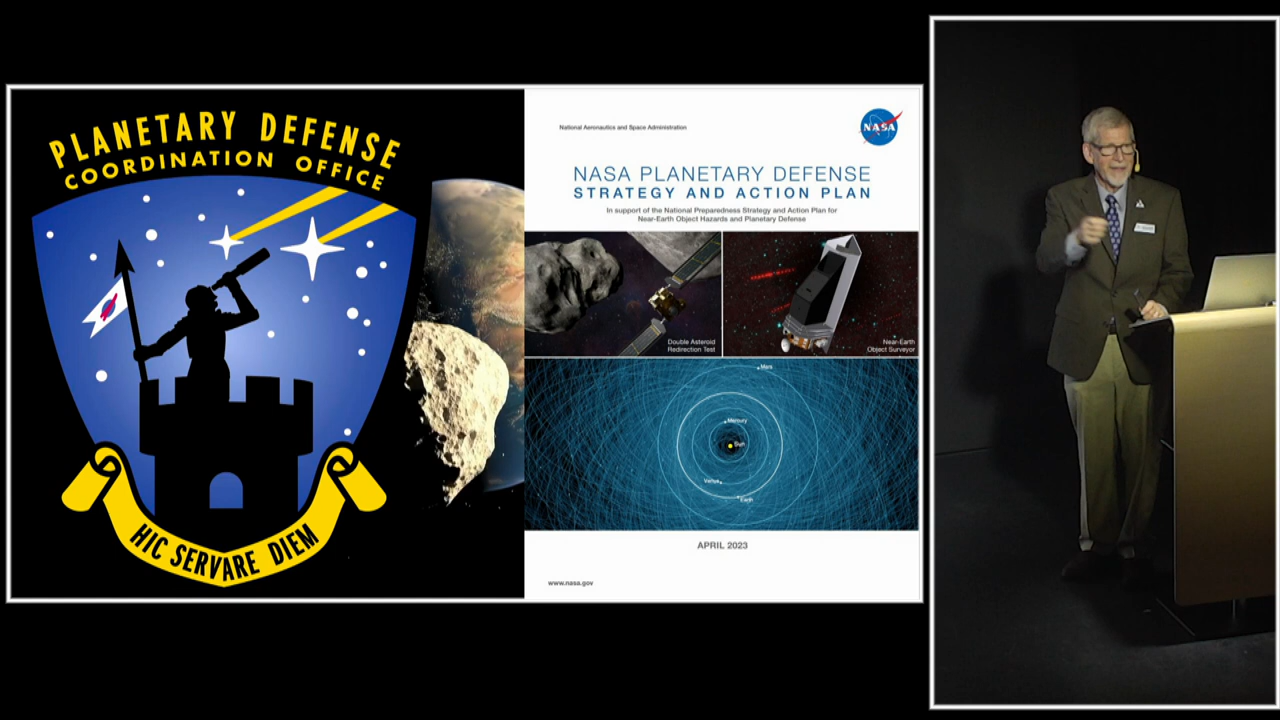 PLANETARY DEFENSE
COORDINATION OFFICE
HIC SERVARE DIEM
National Aeronautics and Space Administration
NASA
NASA PLANETARY DEFENSE
STRATEGY AND ACTION PLAN
In support of the National Preparedness Strategy and Action Plan for
Near-Earth Object Hazards and Planetary Defense
Double Asteroid
Redirection Test
Near-Earth
Object Surveyor
Mars
Mercury
Sun
Venus
Earth
APRIL 2023
www.nasa.gov